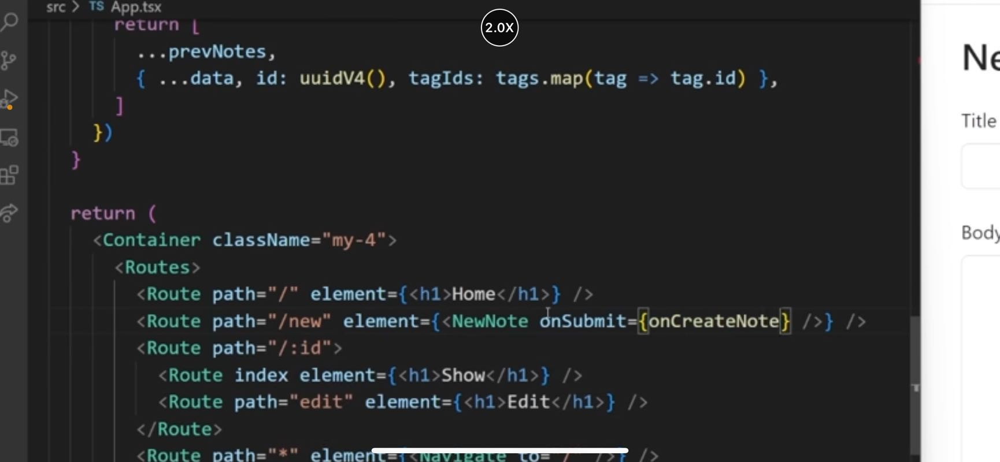 src > TS App.tsx
return [
2.0X
...prevNotes,
{ ...data, id: uuidV4(), tagIds: tags.map(tag => tag.id) },
]
})
}
return (
<Container className="my-4">
<Routes>
<Route path="/" element={<h1>Home</h1>} />
<Route path="/new" element={<NewNote onSubmit={onCreateNote} />} />
<Route path="/:id">
<Route index element={<h1>Show</h1>} />
<Route path="edit" element={<h1>Edit</h1>} />
</Route>
<Route path="*" element={<Navigate to="/" />} />
Ne
Title
Body